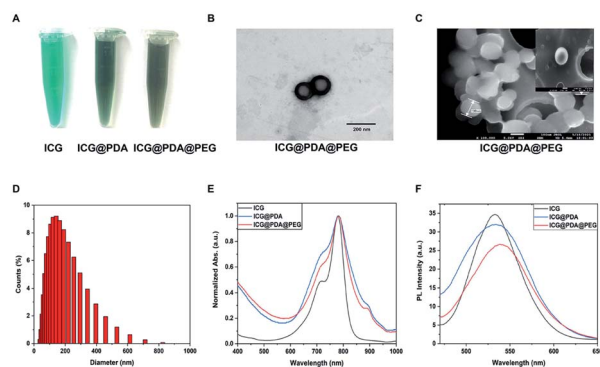 A
B
C
ICG
ICG@PDA
ICG@PDA@PEG
200 nm
ICG@PDA@PEG
ICG@PDA@PEG
D
E
F
Counts (%)
10
8
6
4
2
0
0
200
400
600
800
1000
Diameter (nm)
Normalized Abs. (a.u.)
1.0
0.8
0.6
0.4
0.2
0.0
ICG
ICG@PDA
ICG@PDA@PEG
400
500
600
700
800
900
1000
Wavelength (nm)
PL Intensity (a.u.)
35
30
25
20
15
10
5
0
ICG
ICG@PDA
ICG@PDA@PEG
500
550
600
Wavelength (nm)